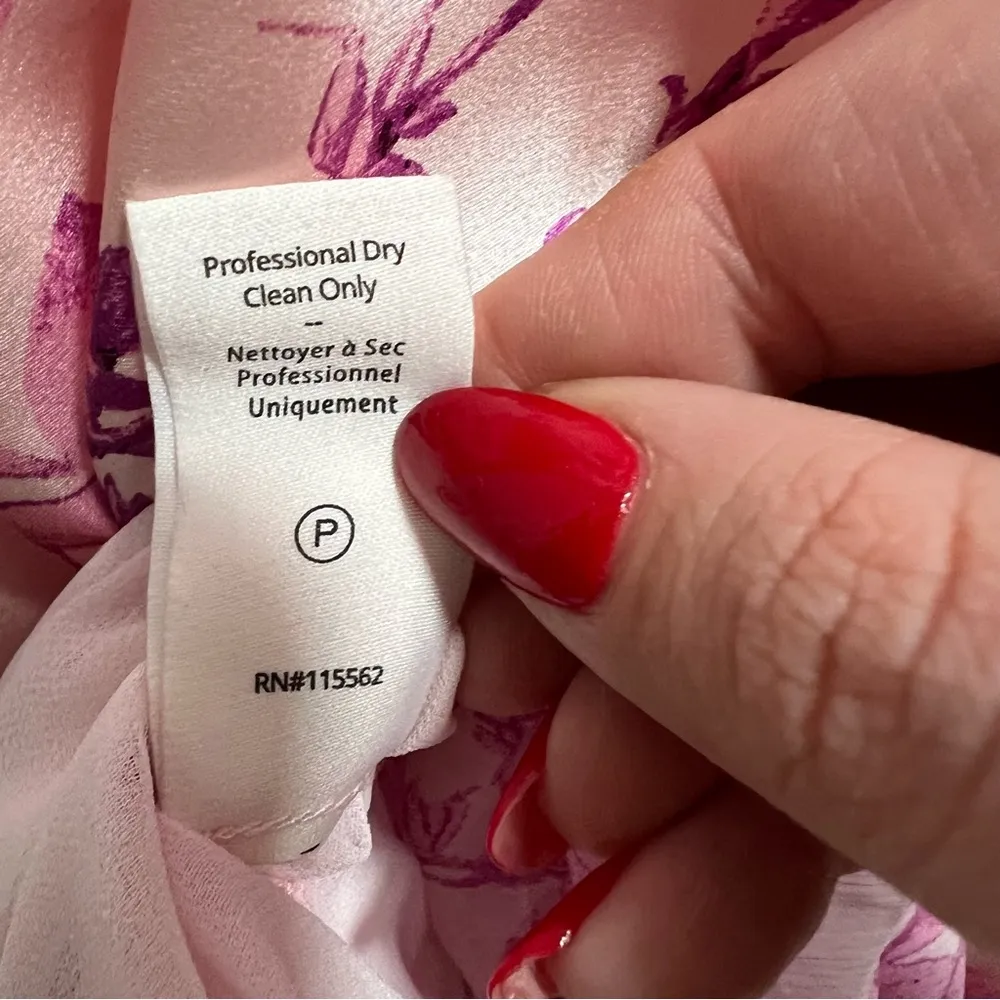 Professional Dry
Clean Only
--
Nettoyer à Sec
Professionnel
Uniquement
P
RN#115562